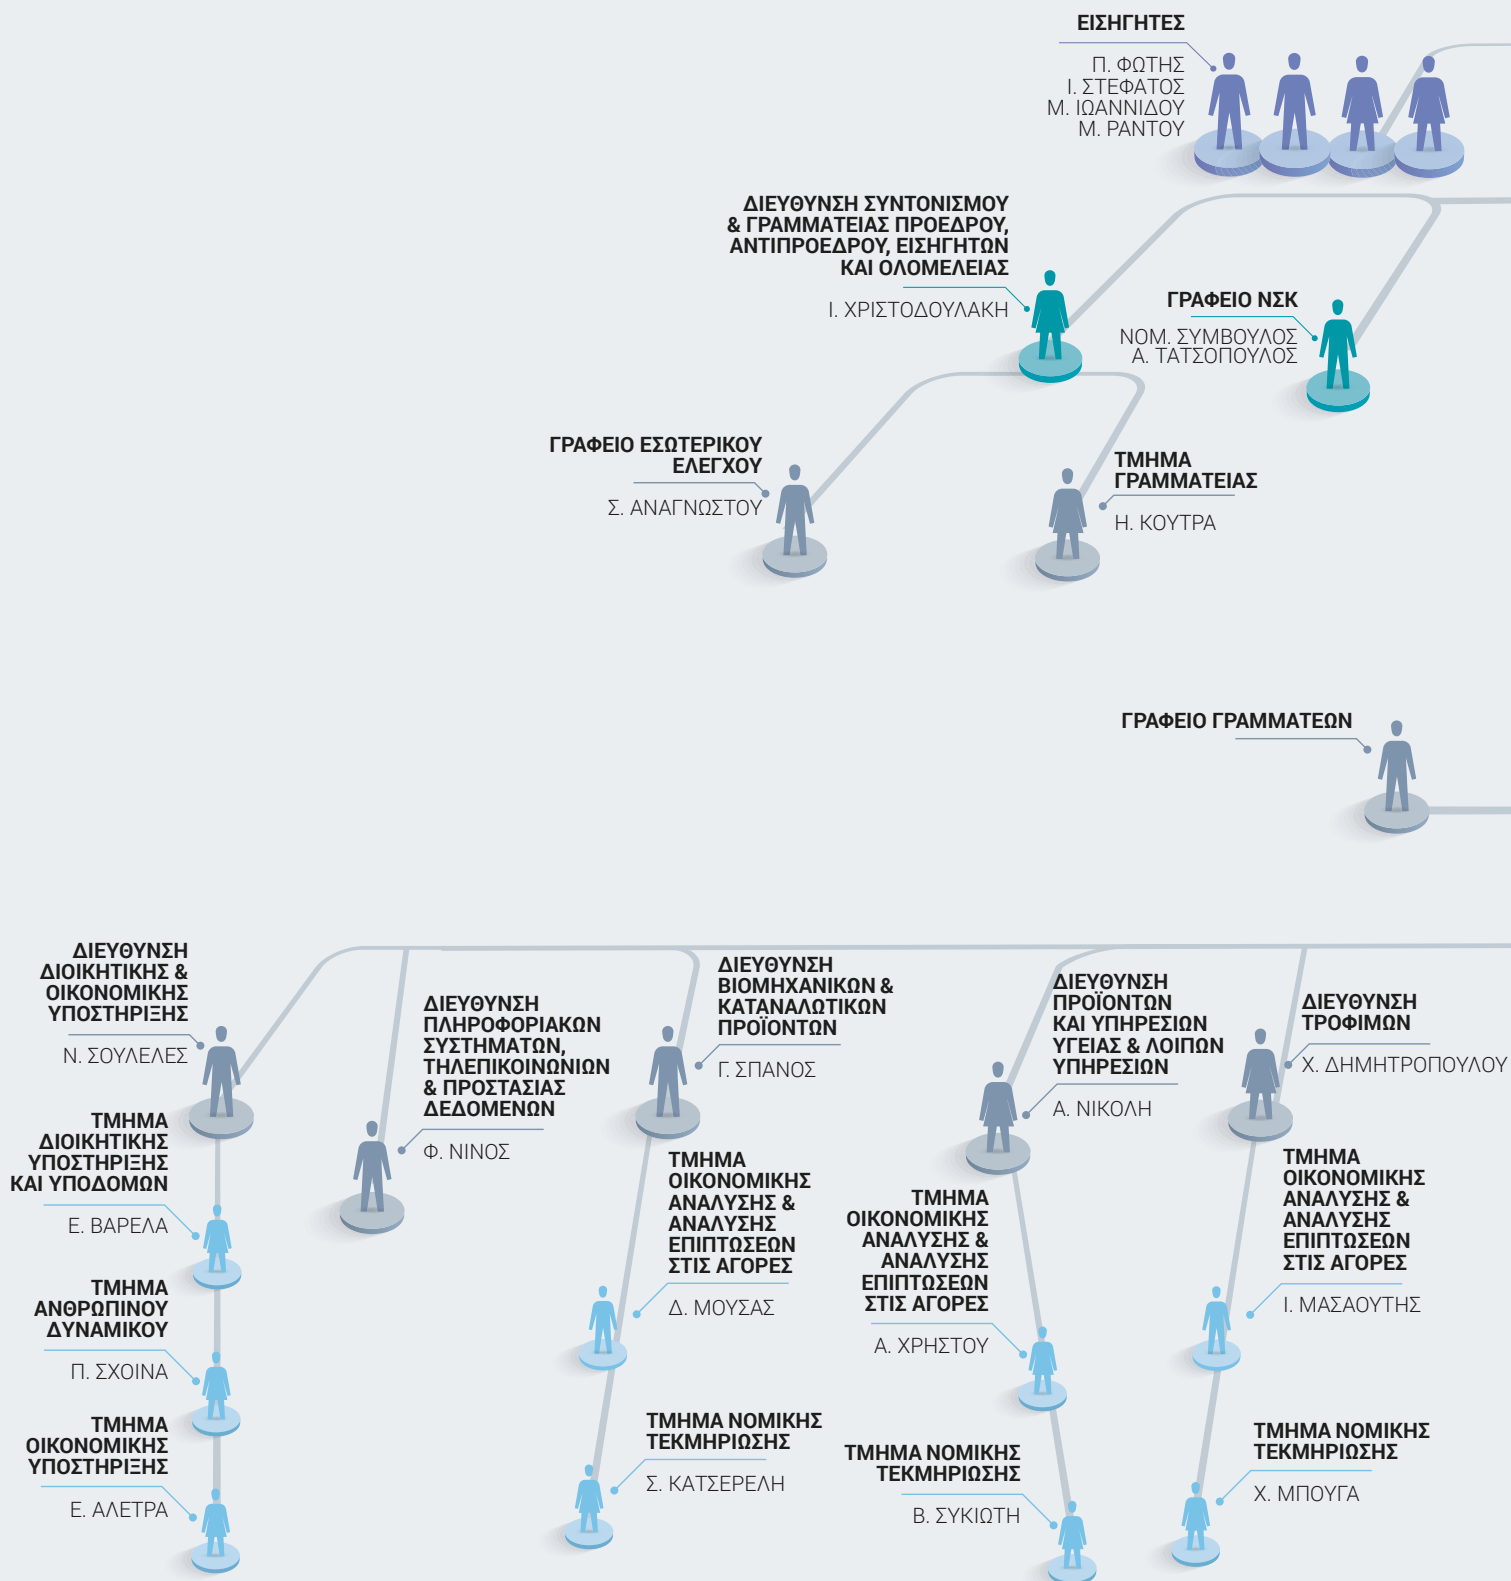 ΕΙΣΗΓΗΤΕΣ
Π. ΦΩΤΗΣ
Ι. ΣΤΕΦΑΤΟΣ
Μ. ΙΩΑΝΝΙΔΟΥ
Μ. ΡΑΝΤΟΥ
ΔΙΕΥΘΥΝΣΗ ΣΥΝΤΟΝΙΣΜΟΥ
& ΓΡΑΜΜΑΤΕΙΑΣ ΠΡΟΕΔΡΟΥ,
ΑΝΤΙΠΡΟΕΔΡΟΥ, ΕΙΣΗΓΗΤΩΝ
ΚΑΙ ΟΛΟΜΕΛΕΙΑΣ
Ι. ΧΡΙΣΤΟΔΟΥΛΑΚΗ
ΓΡΑΦΕΙΟ ΝΣΚ
ΝΟΜ. ΣΥΜΒΟΥΛΟΣ
Α. ΤΑΤΣΟΠΟΥΛΟΣ
ΓΡΑΦΕΙΟ ΕΣΩΤΕΡΙΚΟΥ
ΕΛΕΓΧΟΥ
Σ. ΑΝΑΓΝΩΣΤΟΥ
ΤΜΗΜΑ
ΓΡΑΜΜΑΤΕΙΑΣ
Η. ΚΟΥΤΡΑ
ΓΡΑΦΕΙΟ ΓΡΑΜΜΑΤΕΩΝ
ΔΙΕΥΘΥΝΣΗ
ΔΙΟΙΚΗΤΙΚΗΣ &
ΟΙΚΟΝΟΜΙΚΗΣ
ΥΠΟΣΤΗΡΙΞΗΣ
Ν. ΣΟΥΛΕΛΕΣ
ΤΜΗΜΑ
ΔΙΟΙΚΗΤΙΚΗΣ
ΥΠΟΣΤΗΡΙΞΗΣ
ΚΑΙ ΥΠΟΔΟΜΩΝ
Ε. ΒΑΡΕΛΑ
ΤΜΗΜΑ
ΑΝΘΡΩΠΙΝΟΥ
ΔΥΝΑΜΙΚΟΥ
Π. ΣΧΟΙΝΑ
ΤΜΗΜΑ
ΟΙΚΟΝΟΜΙΚΗΣ
ΥΠΟΣΤΗΡΙΞΗΣ
Ε. ΑΛΕΤΡΑ
ΔΙΕΥΘΥΝΣΗ
ΠΛΗΡΟΦΟΡΙΑΚΩΝ
ΣΥΣΤΗΜΑΤΩΝ,
ΤΗΛΕΠΙΚΟΙΝΩΝΙΩΝ
& ΠΡΟΣΤΑΣΙΑΣ
ΔΕΔΟΜΕΝΩΝ
Φ. ΝΙΝΟΣ
ΔΙΕΥΘΥΝΣΗ
ΒΙΟΜΗΧΑΝΙΚΩΝ &
ΚΑΤΑΝΑΛΩΤΙΚΩΝ
ΠΡΟΪΟΝΤΩΝ
Γ. ΣΠΑΝΟΣ
ΤΜΗΜΑ
ΟΙΚΟΝΟΜΙΚΗΣ
ΑΝΑΛΥΣΗΣ &
ΑΝΑΛΥΣΗΣ
ΕΠΙΠΤΩΣΕΩΝ
ΣΤΙΣ ΑΓΟΡΕΣ
Δ. ΜΟΥΣΑΣ
ΤΜΗΜΑ ΝΟΜΙΚΗΣ
ΤΕΚΜΗΡΙΩΣΗΣ
Σ. ΚΑΤΣΕΡΕΛΗ
ΔΙΕΥΘΥΝΣΗ
ΠΡΟΪΟΝΤΩΝ
ΚΑΙ ΥΠΗΡΕΣΙΩΝ
ΥΓΕΙΑΣ & ΛΟΙΠΩΝ
ΥΠΗΡΕΣΙΩΝ
Α. ΝΙΚΟΛΗ
ΤΜΗΜΑ
ΟΙΚΟΝΟΜΙΚΗΣ
ΑΝΑΛΥΣΗΣ &
ΑΝΑΛΥΣΗΣ
ΕΠΙΠΤΩΣΕΩΝ
ΣΤΙΣ ΑΓΟΡΕΣ
Α. ΧΡΗΣΤΟΥ
ΤΜΗΜΑ ΝΟΜΙΚΗΣ
ΤΕΚΜΗΡΙΩΣΗΣ
Β. ΣΥΚΙΩΤΗ
ΔΙΕΥΘΥΝΣΗ
ΤΡΟΦΙΜΩΝ
Χ. ΔΗΜΗΤΡΟΠΟΥΛΟΥ
ΤΜΗΜΑ
ΟΙΚΟΝΟΜΙΚΗΣ
ΑΝΑΛΥΣΗΣ &
ΑΝΑΛΥΣΗΣ
ΕΠΙΠΤΩΣΕΩΝ
ΣΤΙΣ ΑΓΟΡΕΣ
Ι. ΜΑΣΑΟΥΤΗΣ
ΤΜΗΜΑ ΝΟΜΙΚΗΣ
ΤΕΚΜΗΡΙΩΣΗΣ
Χ. ΜΠΟΥΓΑ